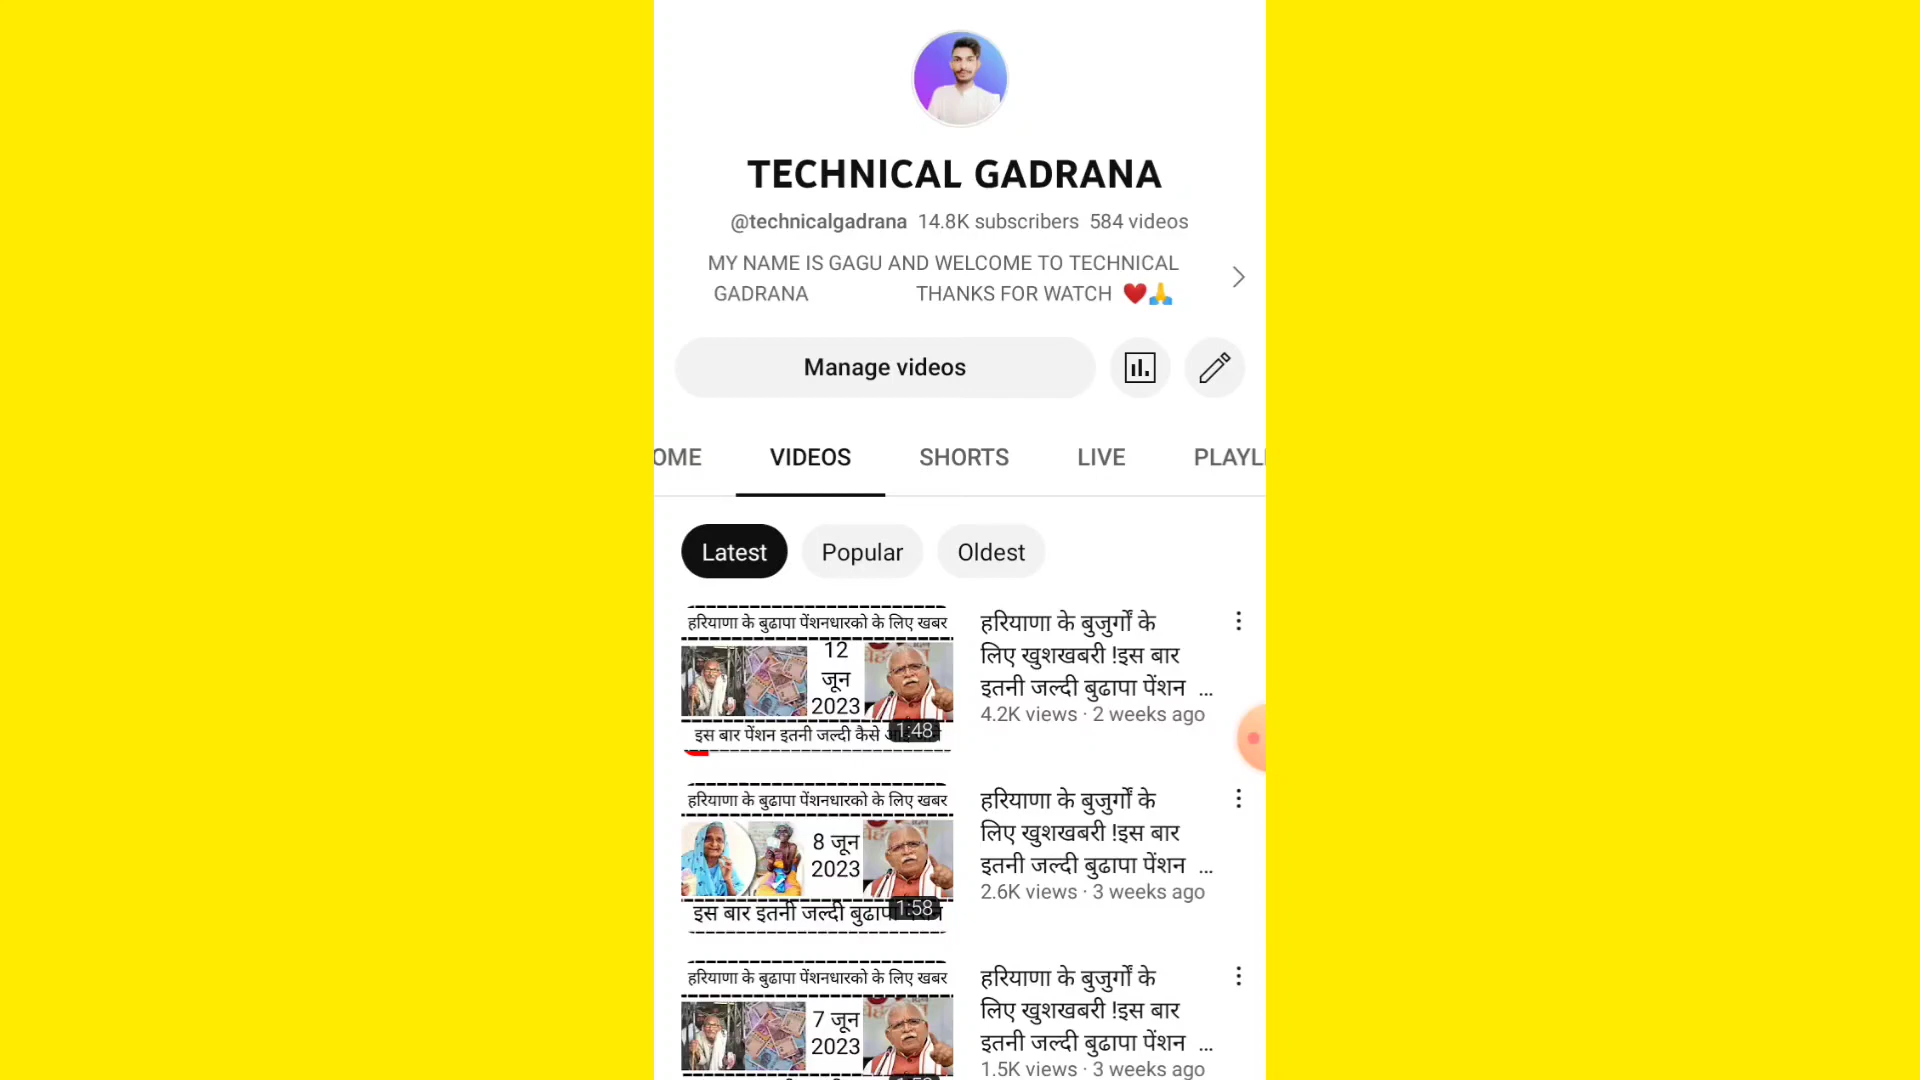 TECHNICAL GADRANA
@technicalgadrana 14.8K subscribers 584 videos
MY NAME IS GAGU AND WELCOME TO TECHNICAL
GADRANA THANKS FOR WATCH ❤️🙏
Manage videos
OME VIDEOS SHORTS LIVE PLAYLI
Latest Popular Oldest
हरियाणा के बुढापा पेंशनधारको के लिए खबर
12
जून
2023
इस बार पेंशन इतनी जल्दी कैसे
1:48
हरियाणा के बुजुर्गों के
लिए खुशखबरी !इस बार
इतनी जल्दी बुढापा पेंशन ...
4.2K views · 2 weeks ago
हरियाणा के बुढापा पेंशनधारको के लिए खबर
8 जून
2023
इस बार इतनी जल्दी बुढापा
1:58
हरियाणा के बुजुर्गों के
लिए खुशखबरी !इस बार
इतनी जल्दी बुढापा पेंशन ...
2.6K views · 3 weeks ago
हरियाणा के बुढापा पेंशनधारको के लिए खबर
7 जून
2023
हरियाणा के बुजुर्गों के
लिए खुशखबरी !इस बार
इतनी जल्दी बुढापा पेंशन ...
1.5K views · 3 weeks ago